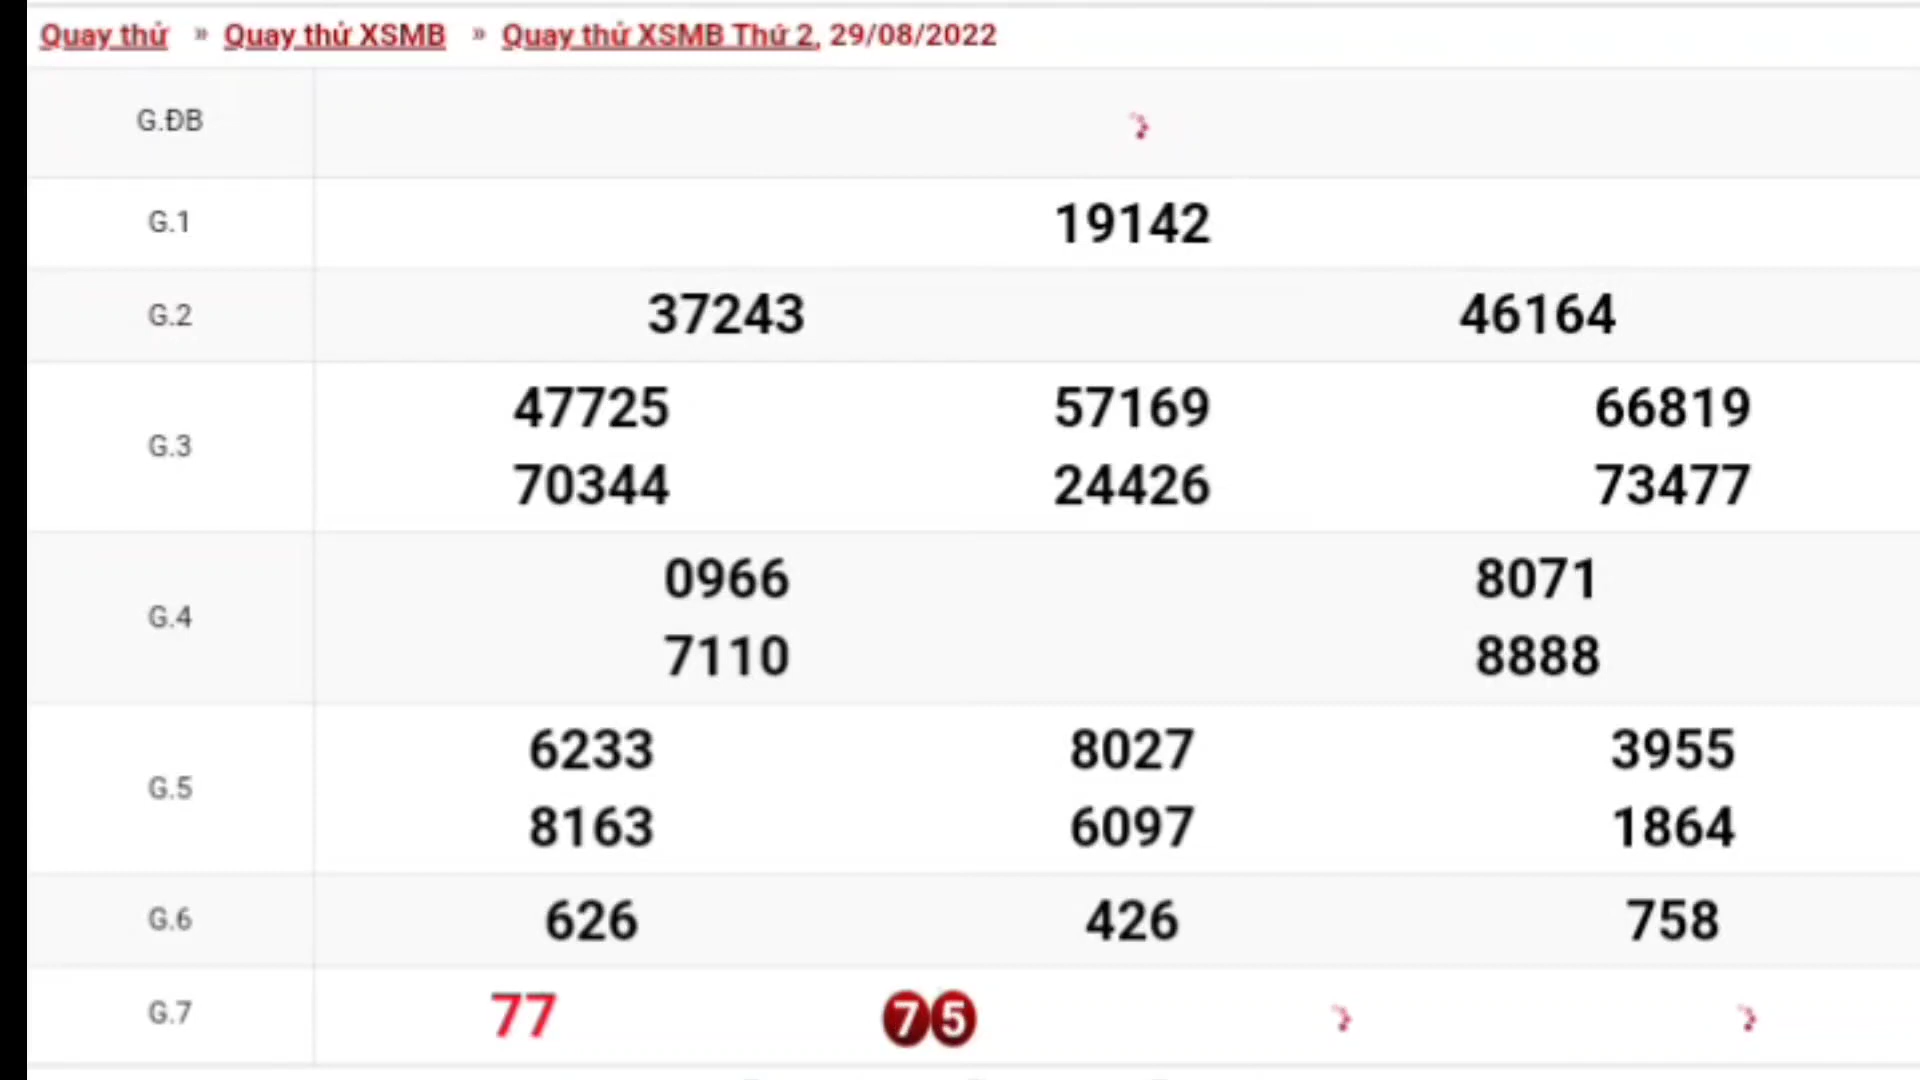 Quay thử » Quay thử XSMB » Quay thử XSMB Thứ 2, 29/08/2022
G.ĐB
G.1 19142
G.2 37243 46164
G.3 47725 57169 66819
70344 24426 73477
G.4 0966 8071
7110 8888
G.5 6233 8027 3955
8163 6097 1864
G.6 626 426 758
G.7 77 75